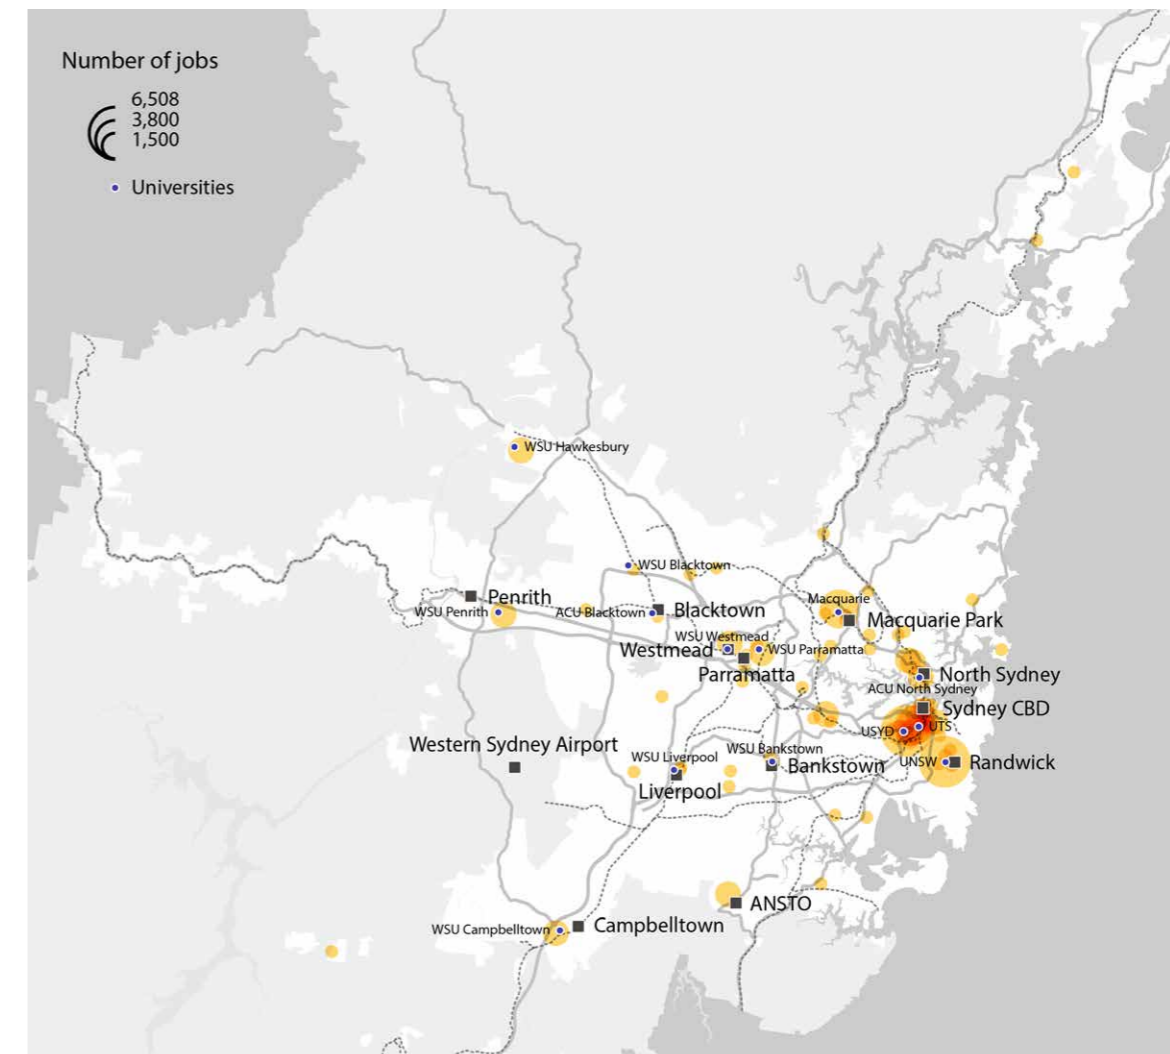 Number of jobs
6,508
3,800
1,500
Universities
WSU Hawkesbury
WSU Blacktown
Penrith
Macquarie
WSU Penrith
ACU Blacktown
Blacktown
Macquarie Park
WSU Westmead
Westmead
WSU Parramatta
Parramatta
North Sydney
ACU North Sydney
Sydney CBD
USYD
UTS
Western Sydney Airport
WSU Liverpool
WSU Bankstown
Bankstown
UNSW
Randwick
Liverpool
ANSTO
WSU Campbelltown
Campbelltown